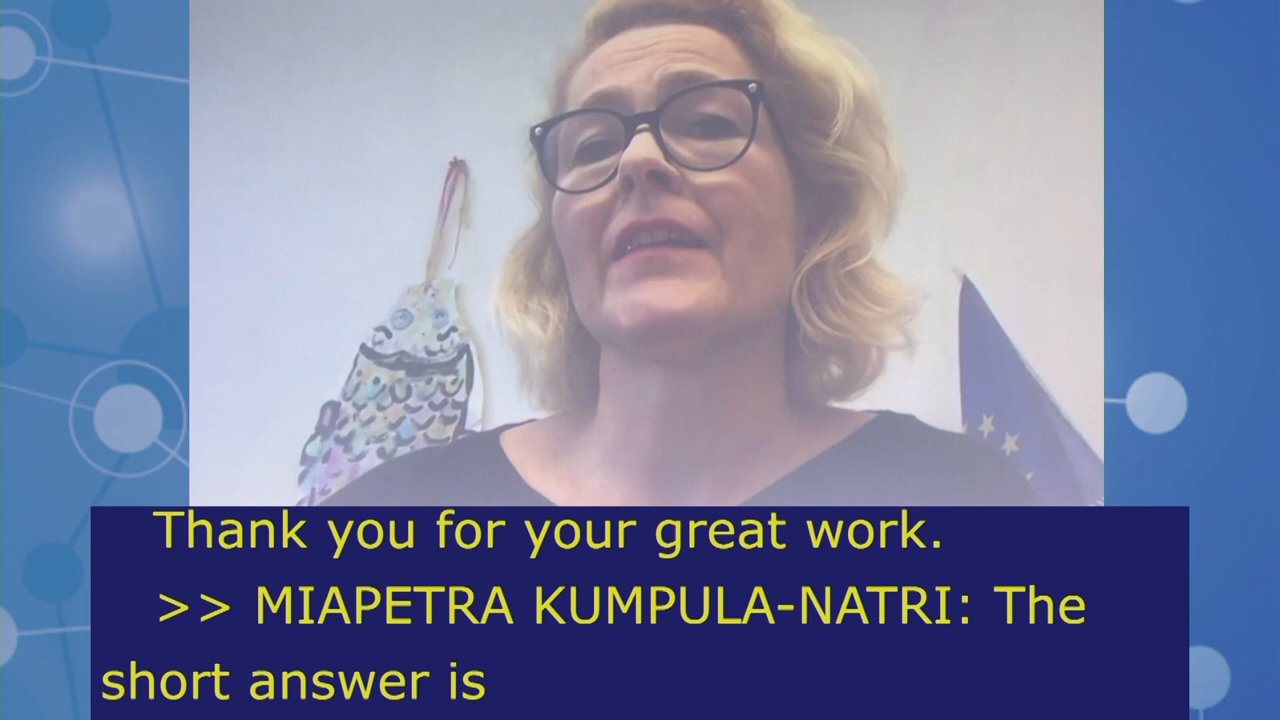 Thank you for your great work.
>> MIAPETRA KUMPULA-NATRI: The
short answer is